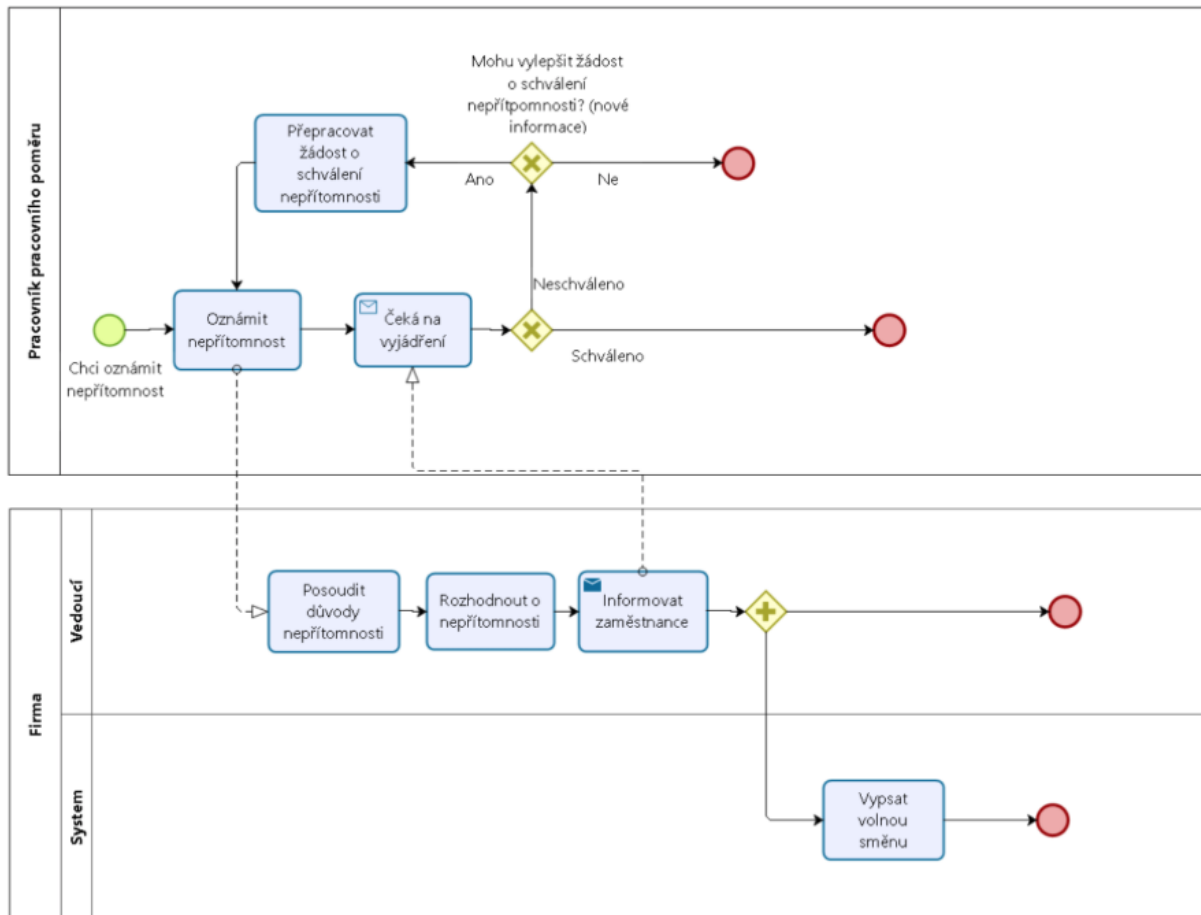 Pracovník pracovního poměru
Mohu vylepšit žádost
o schválení
nepřítpomnosti? (nové
informace)
Přepracovat
žádost o
schválení
nepřítomnosti
Ano
Ne
Neschváleno
Oznámit
nepřítomnost
Čeká na
vyjádření
Schváleno
Chci oznámit
nepřítomnost
Firma
Vedoucí
Posoudit
důvody
nepřítomnosti
Rozhodnout o
nepřítomnosti
Informovat
zaměstnance
System
Vypsat
volnou
směnu